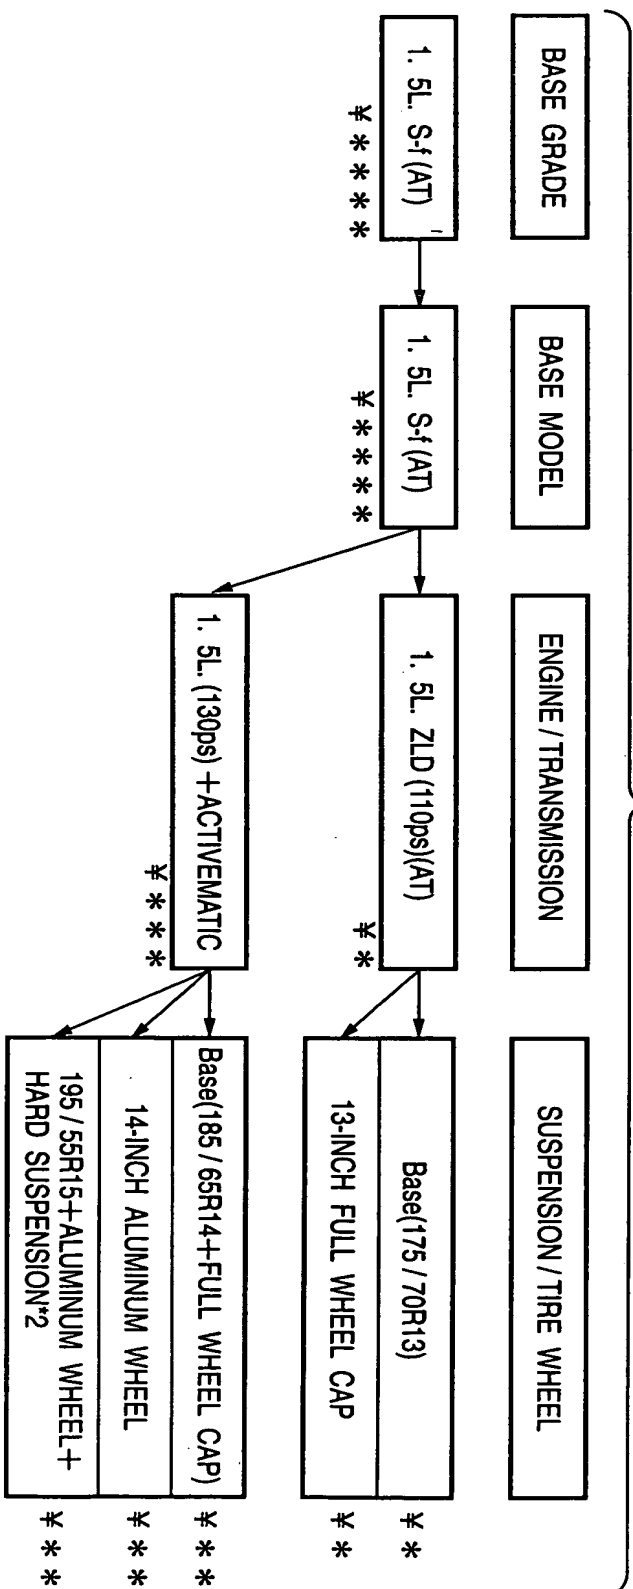 BASE GRADE
1. 5L. S-f (AT)
¥*****
BASE MODEL
1. 5L. S-f (AT)
¥*****
ENGINE / TRANSMISSION
1. 5L. ZLD (110ps)(AT)
¥**
1. 5L. (130ps) +ACTIVEMATIC
¥****
SUSPENSION / TIRE WHEEL
Base(175 / 70R13)
¥**
13-INCH FULL WHEEL CAP
¥**
Base(185 / 65R14+FULL WHEEL CAP)
¥***
14-INCH ALUMINUM WHEEL
¥***
195 / 55R15+ALUMINUM WHEEL+
HARD SUSPENSION*2
¥***